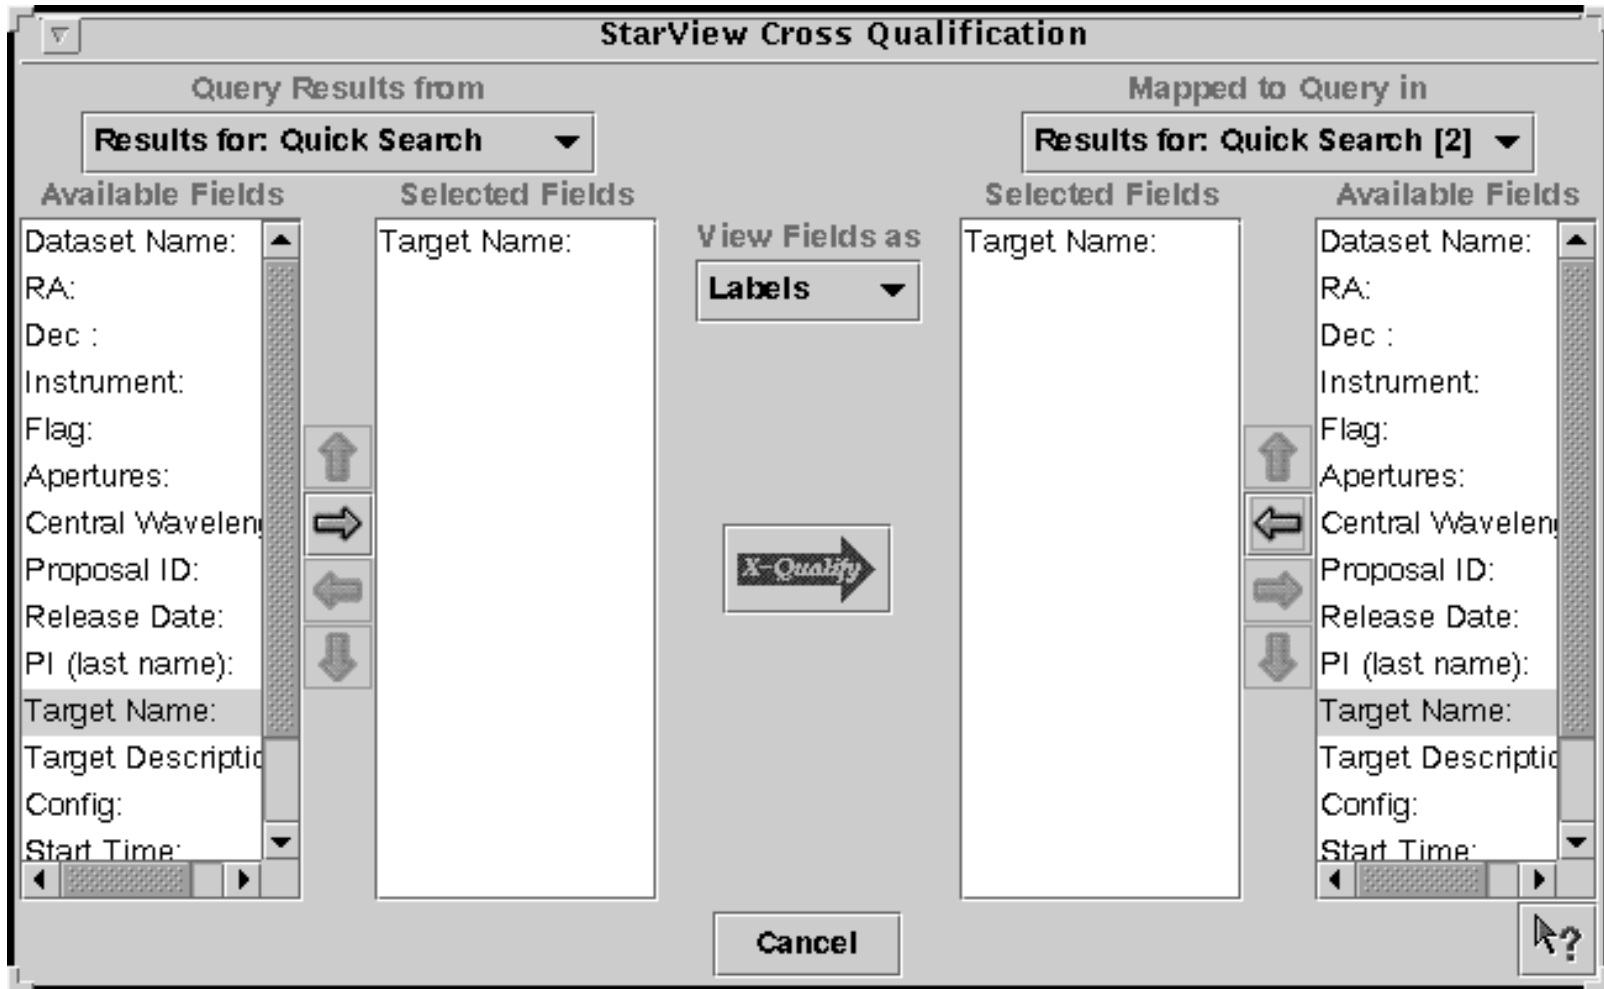 StarView Cross Qualification
Query Results from
Mapped to Query in
Results for: Quick Search
Results for: Quick Search [2]
Available Fields
Selected Fields
Selected Fields
Available Fields
Dataset Name:
RA:
Dec :
Instrument:
Flag:
Apertures:
Central Waveleng
Proposal ID:
Release Date:
PI (last name):
Target Name:
Target Descriptio
Config:
Start Time:
Target Name:
View Fields as
Labels
X-Qualify
Target Name:
Dataset Name:
RA:
Dec :
Instrument:
Flag:
Apertures:
Central Waveleng
Proposal ID:
Release Date:
PI (last name):
Target Name:
Target Descriptio
Config:
Start Time:
Cancel
?